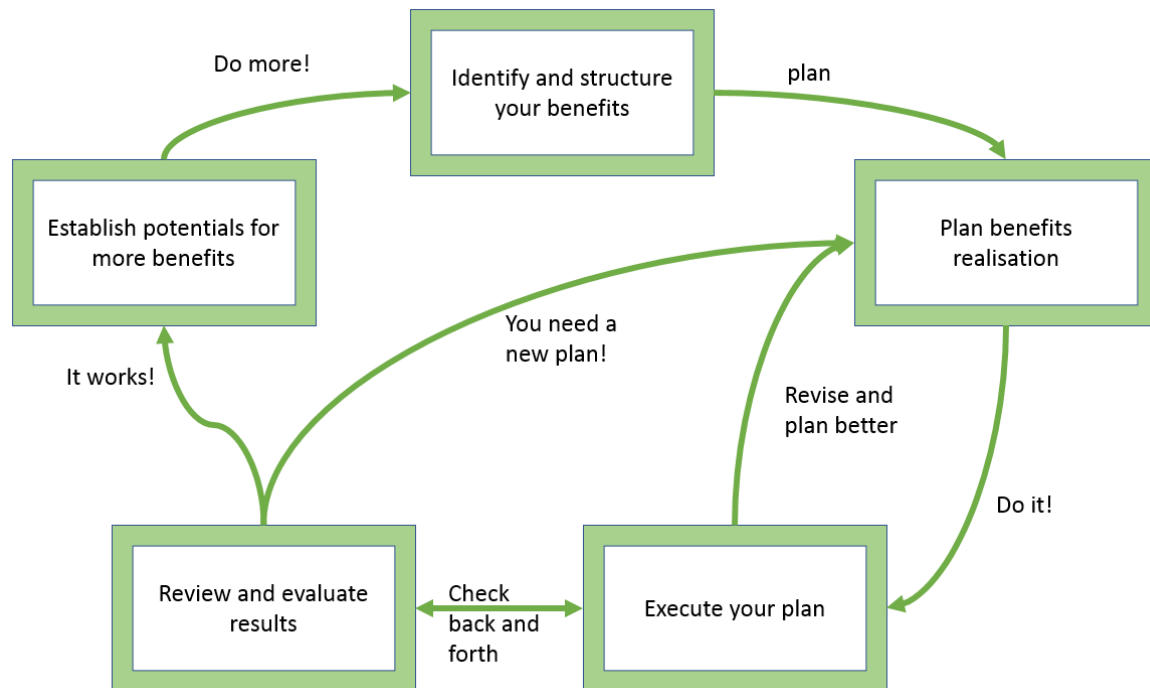 Do more!
Identify and structure
your benefits
plan
Establish potentials for
more benefits
Plan benefits
realisation
You need a
new plan!
It works!
Revise and
plan better
Do it!
Review and evaluate
results
Check
back and
forth
Execute your plan